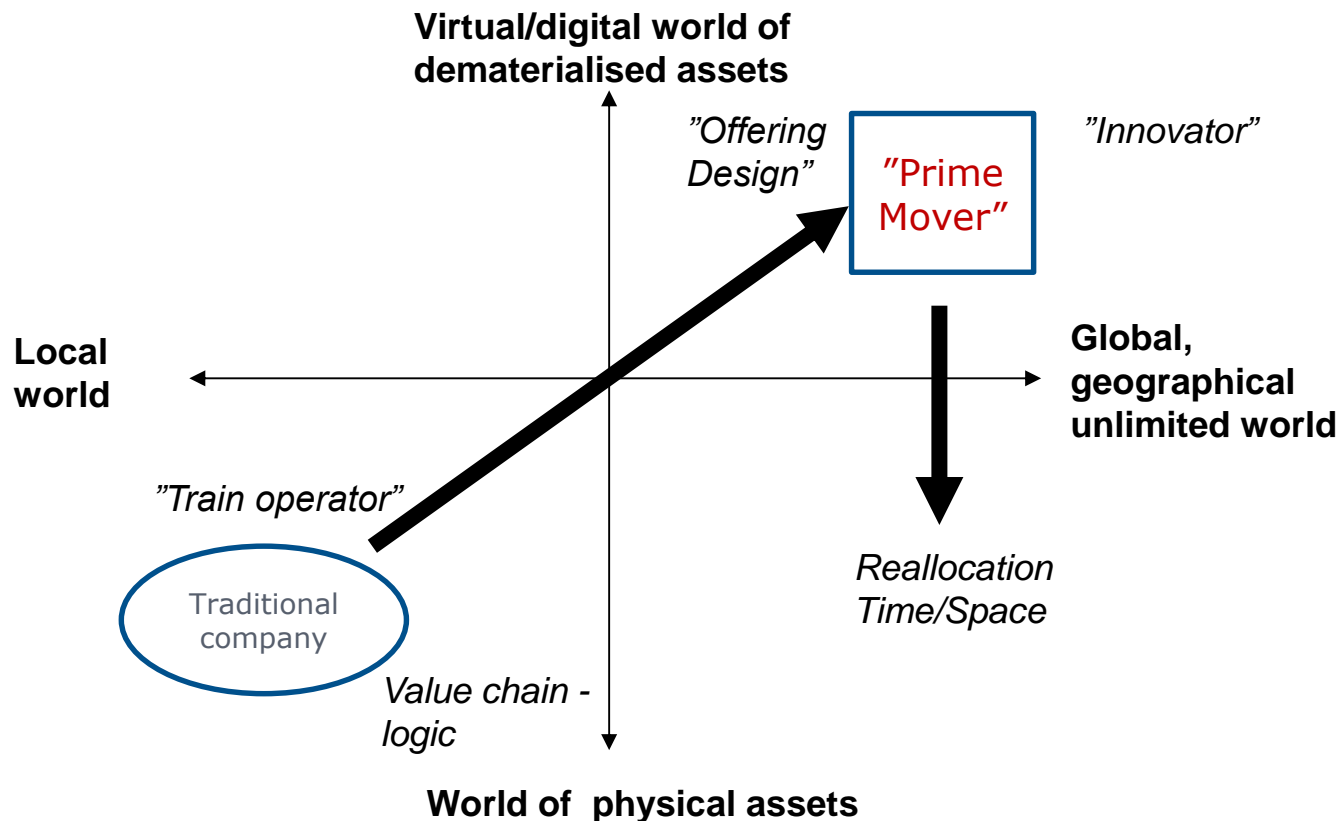 Virtual/digital world of
dematerialised assets
”Offering
Design”
”Prime
Mover”
”Innovator”
Local
world
Global,
geographical
unlimited world
”Train operator”
Traditional
company
Reallocation
Time/Space
Value chain -
logic
World of  physical assets